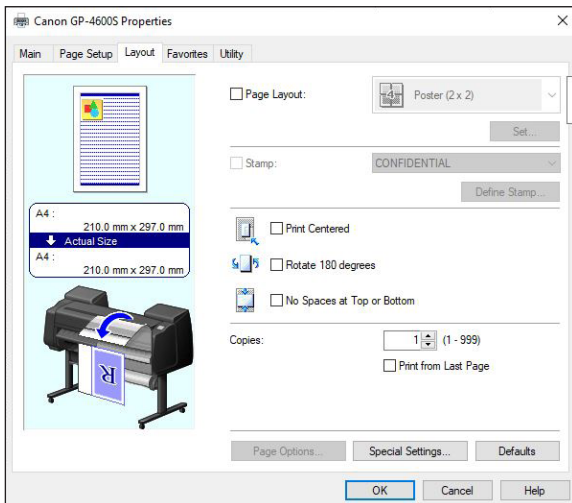 Canon GP-4600S Properties
Main Page Setup Layout Favorites Utility
Page Layout:
4 Poster (2 x 2)
Set...
Stamp:
CONFIDENTIAL
Define Stamp...
A4 :
210.0 mm x 297.0 mm
Actual Size
A4 :
210.0 mm x 297.0 mm
Print Centered
Rotate 180 degrees
No Spaces at Top or Bottom
R
Copies:
1 (1 - 999)
Print from Last Page
Page Options...
Special Settings...
Defaults
OK
Cancel
Help